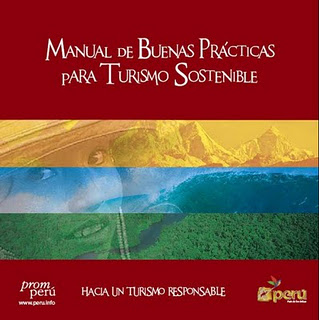 MANUAL DE BUENAS PRÁCTICAS
PARA TURISMO SOSTENIBLE
prom
perú
www.peru.info
HACIA UN TURISMO RESPONSABLE
perú